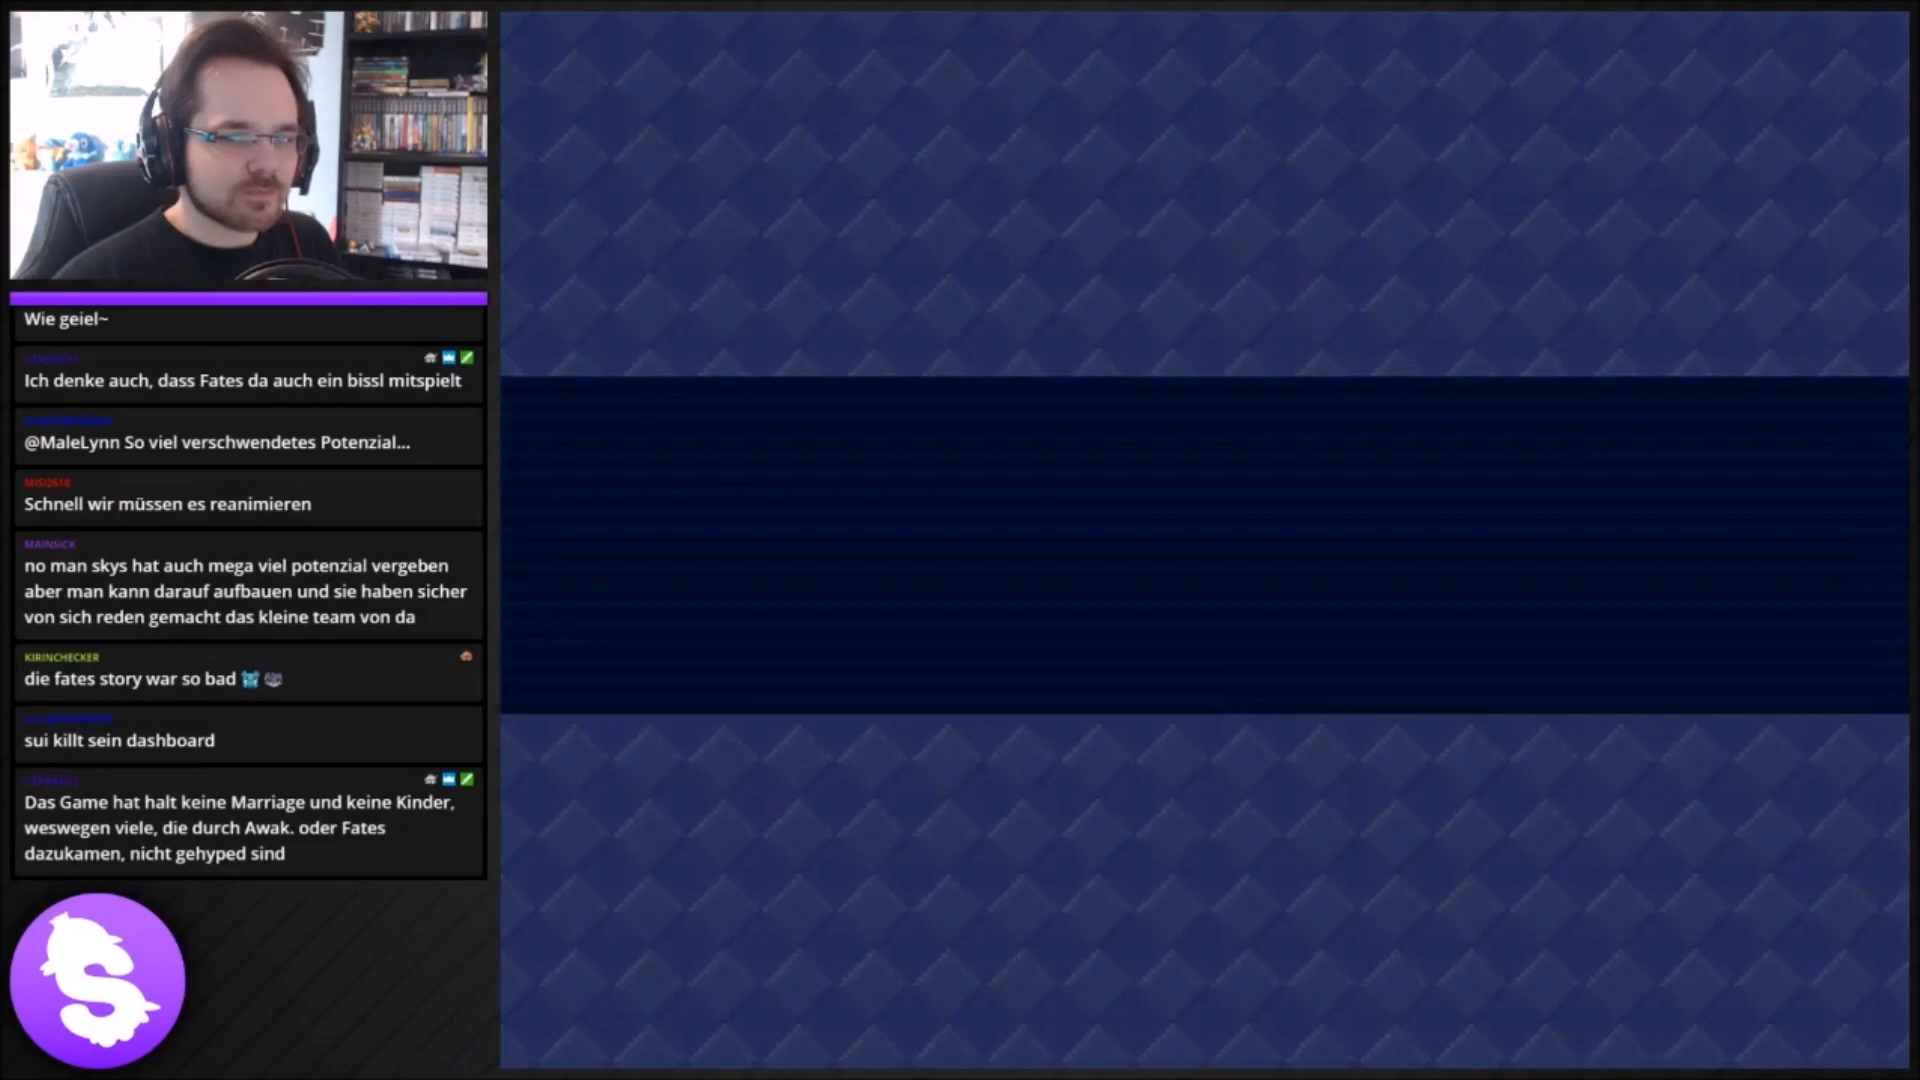 Wie geiel~
Ich denke auch, dass Fates da auch ein bissl mitspielt
@MaleLynn So viel verschwendetes Potenzial...
MISI2610
Schnell wir müssen es reanimieren
MAINSICK
no man skys hat auch mega viel potenzial vergeben
aber man kann darauf aufbauen und sie haben sicher
von sich reden gemacht das kleine team von da
KIRINCHECKER
die fates story war so bad
sui killt sein dashboard
Das Game hat halt keine Marriage und keine Kinder,
weswegen viele, die durch Awak. oder Fates
dazukamen, nicht gehyped sind
S